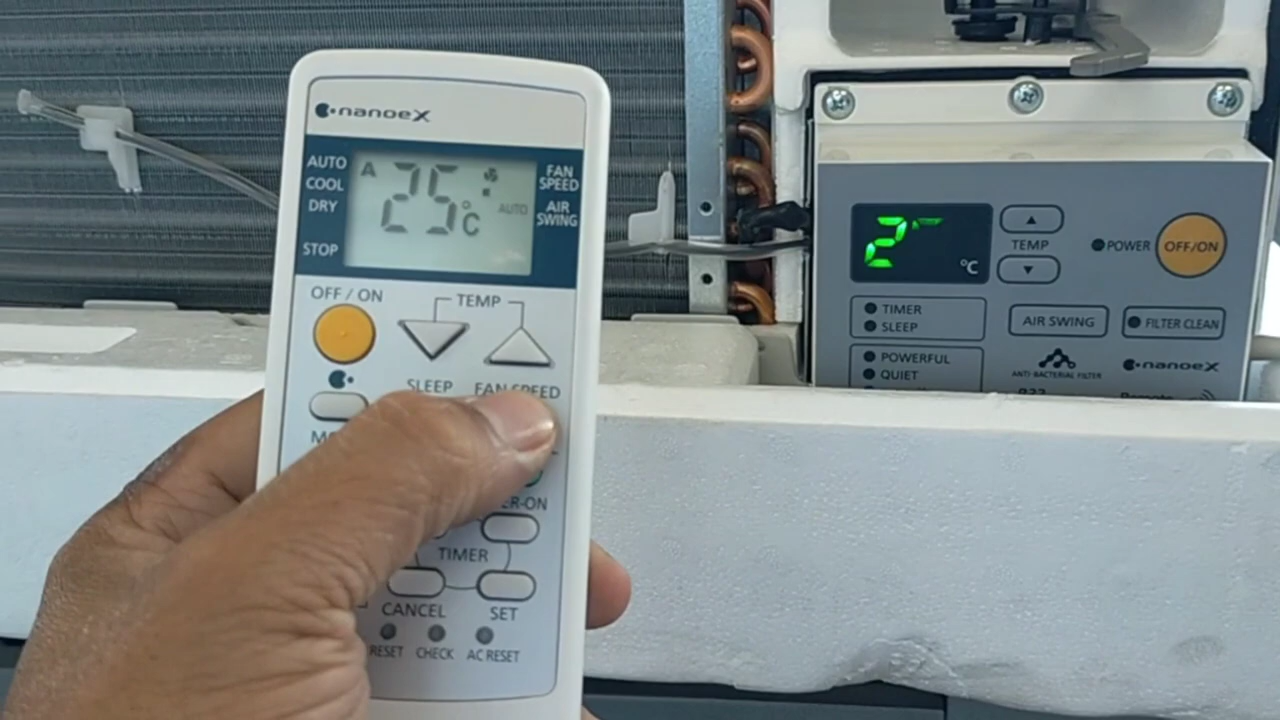 nanoeX
AUTO
COOL
DRY
STOP
A 25°C
AUTO
FAN
SPEED
AIR
SWING
OFF / ON
TEMP
SLEEP
FAN SPEED
TIMER
CANCEL
SET
RESET
CHECK
AC RESET
2
°C
▲
TEMP
▼
POWER
OFF/ON
TIMER
SLEEP
AIR SWING
FILTER CLEAN
POWERFUL
QUIET
ANTI-BACTERIAL FILTER
nanoeX